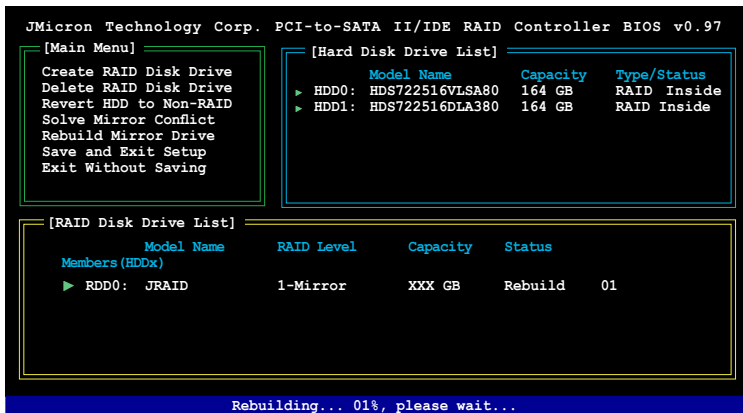 JMicron Technology Corp. PCI-to-SATA II/IDE RAID Controller BIOS v0.97
[Main Menu]
Create RAID Disk Drive
Delete RAID Disk Drive
Revert HDD to Non-RAID
Solve Mirror Conflict
Rebuild Mirror Drive
Save and Exit Setup
Exit Without Saving
[Hard Disk Drive List]
Model Name Capacity Type/Status
HDD0: HDS722516VLSA80 164 GB RAID Inside
HDD1: HDS722516DLA380 164 GB RAID Inside
[RAID Disk Drive List]
Model Name RAID Level Capacity Status
Members(HDDx)
RDD0: JRAID 1-Mirror XXX GB Rebuild 01
Rebuilding... 01%, please wait...